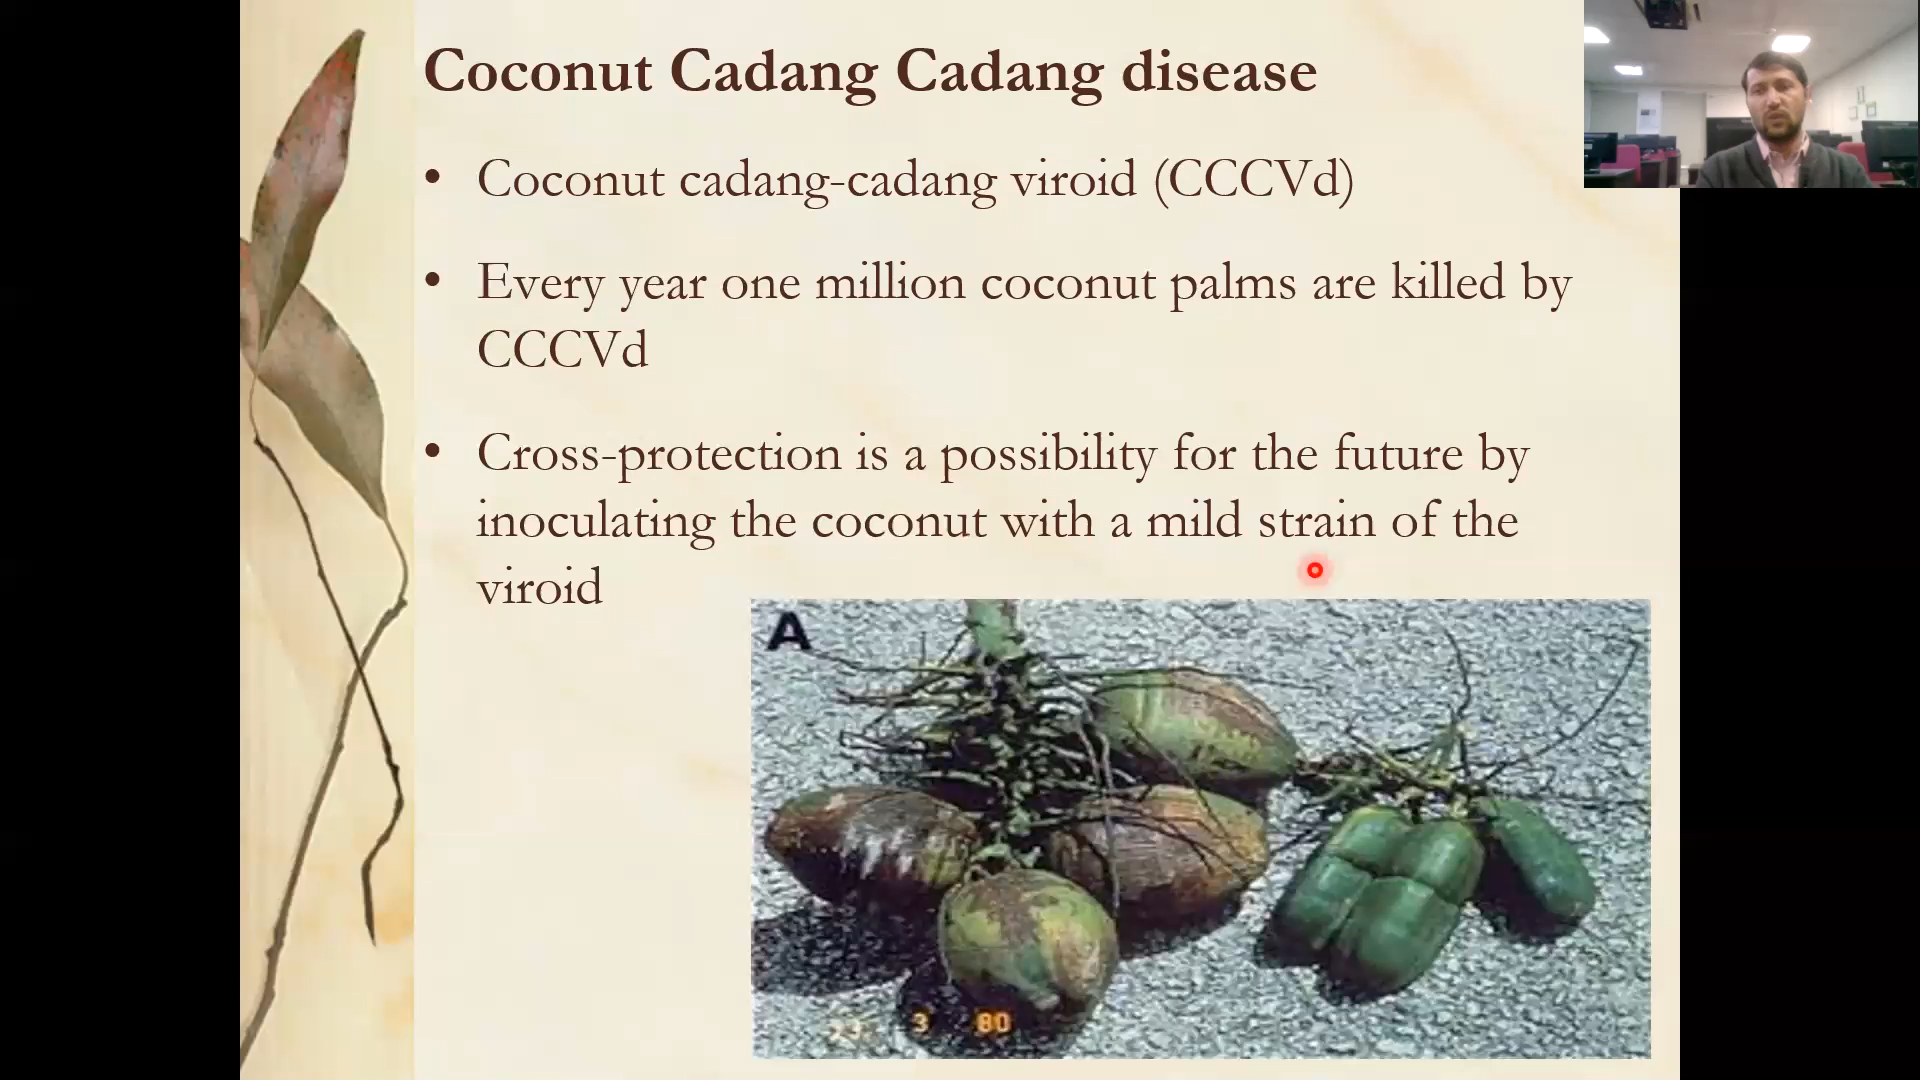 Coconut Cadang Cadang disease
• Coconut cadang-cadang viroid (CCCVd)
• Every year one million coconut palms are killed by
CCCVd
• Cross-protection is a possibility for the future by
inoculating the coconut with a mild strain of the
viroid
A
3 80